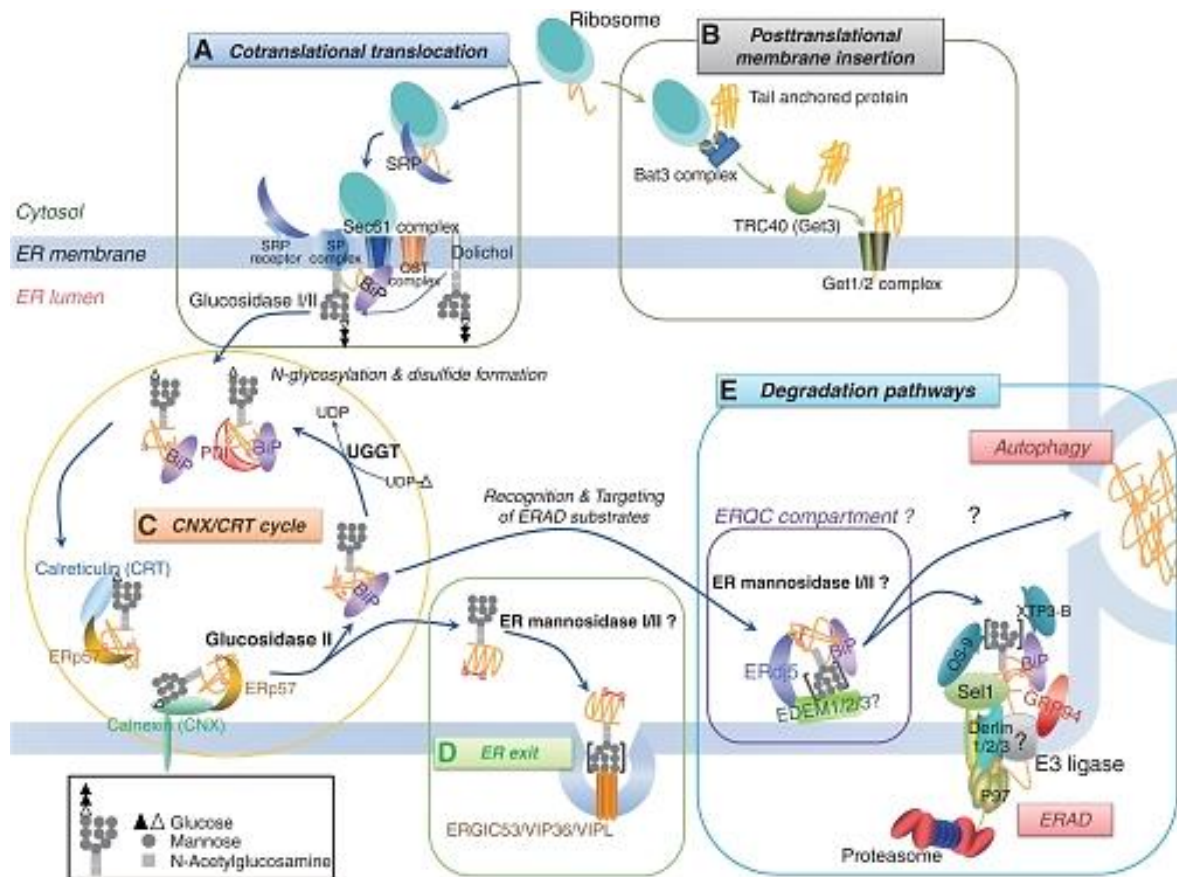 Ribosome
A Cotranslational translocation
SRP
Sec61 complex
SRP
receptor
SP
complex
OST
complex
Dolichol
BiP
Glucosidase I/II
B Posttranslational
membrane insertion
Tail anchored protein
Bat3 complex
TRC40 (Get3)
Get1/2 complex
Cytosol
ER membrane
ER lumen
N-glycosylation & disulfide formation
BiP
PDI
BiP
UDP
UGGT
UDP-Δ
C CNX/CRT cycle
BiP
Calreticulin (CRT)
ERp57
Glucosidase II
ERp57
Calnexin (CNX)
Recognition & Targeting
of ERAD substrates
ER mannosidase I/II ?
D ER exit
ERGIC53/VIP36/VIPL
E Degradation pathways
Autophagy
ERQC compartment ?
?
ER mannosidase I/II ?
ERdj5
BiP
EDEM1/2/3?
XTP3-B
OS-9
BiP
Sel1
GRP94
Derlin
1/2/3
?
E3 ligase
P97
ERAD
Proteasome
Glucose
Mannose
N-Acetylglucosamine